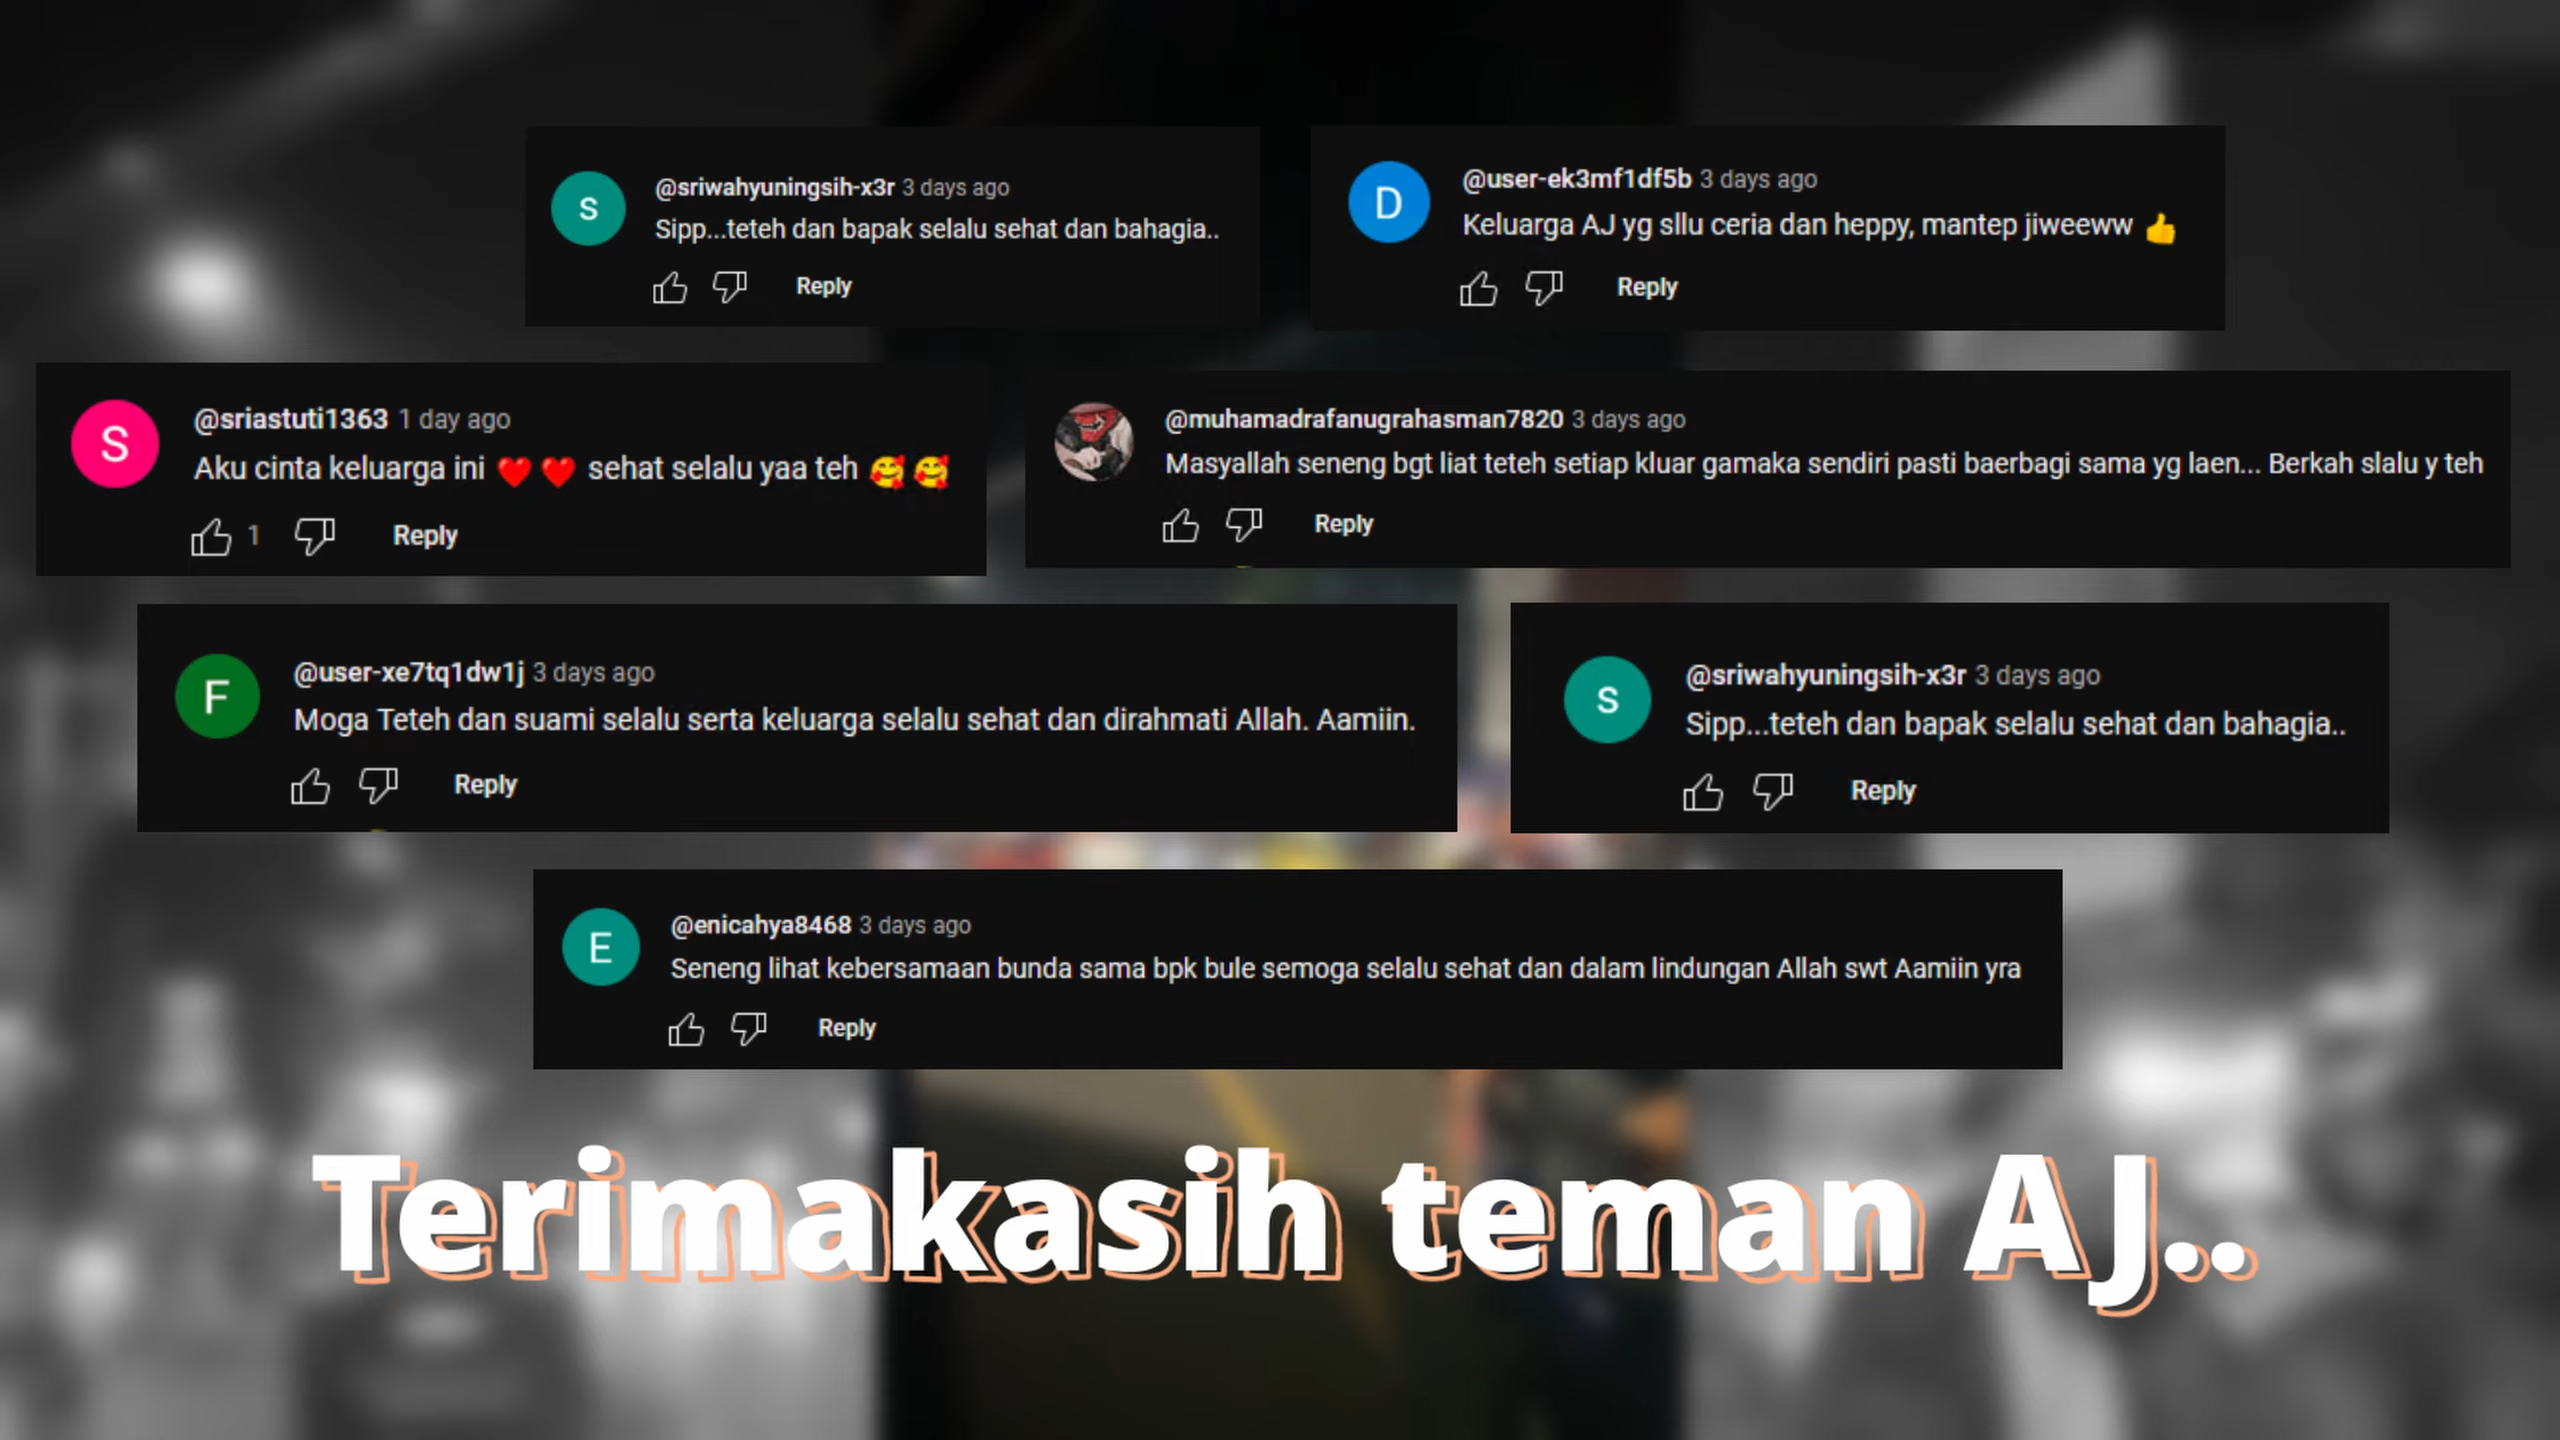 S
@sriwahyuningsih-x3r 3 days ago
Sipp...teteh dan bapak selalu sehat dan bahagia..
Reply
D
@user-ek3mf1df5b 3 days ago
Keluarga AJ yg sllu ceria dan heppy, mantep jiweeww 👍
Reply
S
@sriastuti1363 1 day ago
Aku cinta keluarga ini ❤️❤️ sehat selalu yaa teh 🥰🥰
1 Reply
@muhamadrafanugrahasman7820 3 days ago
Masyallah seneng bgt liat teteh setiap kluar gamaka sendiri pasti baerbagi sama yg laen... Berkah slalu y teh
Reply
F
@user-xe7tq1dw1j 3 days ago
Moga Teteh dan suami selalu serta keluarga selalu sehat dan dirahmati Allah. Aamiin.
Reply
S
@sriwahyuningsih-x3r 3 days ago
Sipp...teteh dan bapak selalu sehat dan bahagia..
Reply
E
@enicahya8468 3 days ago
Seneng lihat kebersamaan bunda sama bpk bule semoga selalu sehat dan dalam lindungan Allah swt Aamiin yra
Reply
Terimakasih teman AJ..